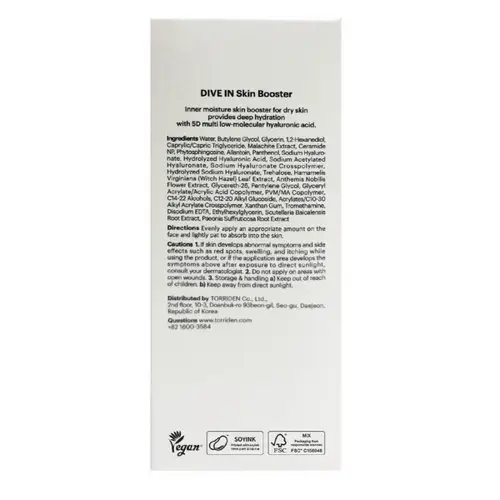 DIVE IN Skin Booster
Inner moisture skin booster for dry skin
provides deep hydration
with 5D multi low-molecular hyaluronic acid.
Ingredients Water, Butylene Glycol, Glycerin, 1,2-Hexanediol,
Caprylic/Capric Triglyceride, Malachite Extract, Ceramide
NP, Phytosphingosine, Allantoin, Panthenol, Sodium Hyaluro-
nate, Hydrolyzed Hyaluronic Acid, Sodium Acetylated
Hyaluronate, Sodium Hyaluronate Crosspolymer,
Hydrolyzed Sodium Hyaluronate, Trehalose, Hamamelis
Virginiana (Witch Hazel) Leaf Extract, Anthemis Nobilis
Flower Extract, Glycereth-26, Pentylene Glycol, Glyceryl
Acrylate/Acrylic Acid Copolymer, PVM/MA Copolymer,
C14-22 Alcohols, C12-20 Alkyl Glucoside, Acrylates/C10-30
Alkyl Acrylate Crosspolymer, Xanthan Gum, Tromethamine,
Disodium EDTA, Ethylhexylglycerin, Scutellaria Baicalensis
Root Extract, Paeonia Suffruticosa Root Extract
Directions Evenly apply an appropriate amount on the
face and lightly pat to absorb into the skin.
Cautions 1. If skin develops abnormal symptoms and side
effects such as red spots, swelling, and itching while
using the product, or if the application area develops the
symptoms above after exposure to direct sunlight,
consult your dermatologist. 2. Do not apply on areas with
open wounds. 3. Storage & handling a) Keep out of reach
of children. b) Keep away from direct sunlight.
Distributed by TORRIDEN Co., Ltd.,
2nd floor, 10-3, Doanbuk-ro 93beon-gil, Seo-gu, Daejeon,
Republic of Korea
Questions www.torriden.com
+82 1800-3584
Vegan
SOYINK
FSC
MIX
Packaging from
responsible sources